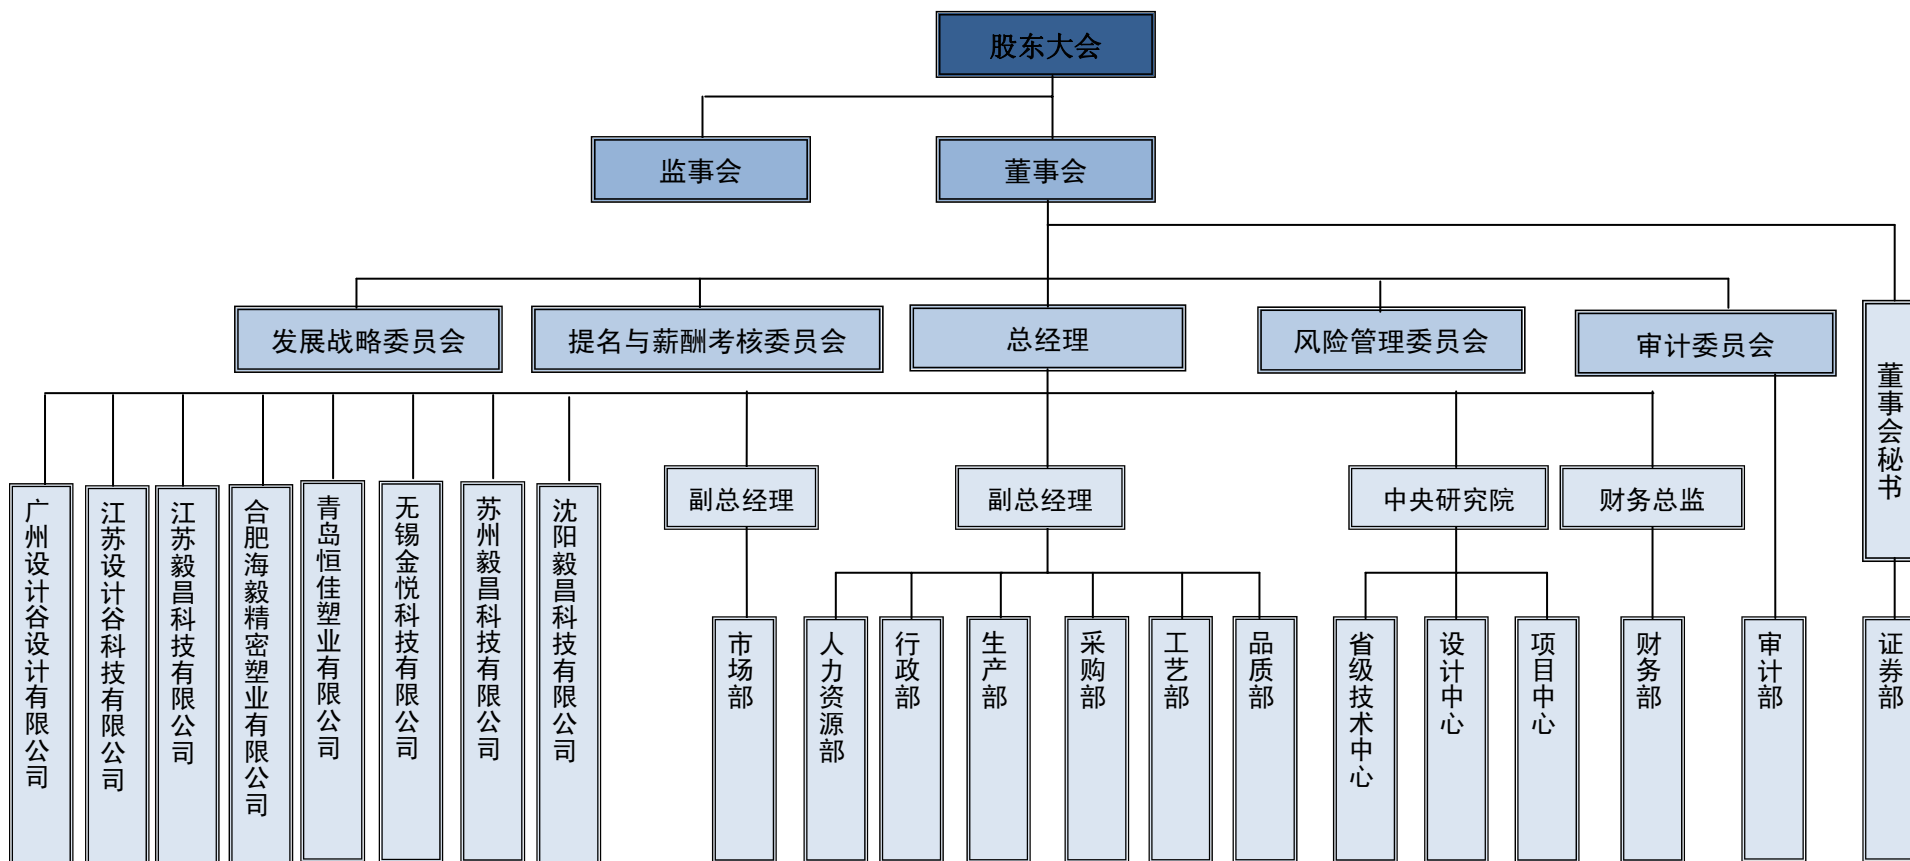 股东大会
监事会
董事会
发展战略委员会
提名与薪酬考核委员会
总经理
风险管理委员会
审计委员会
董事会秘书
副总经理
副总经理
中央研究院
财务总监
广州设计谷设计有限公司
江苏设计谷科技有限公司
江苏毅昌科技有限公司
合肥海毅精密塑业有限公司
青岛恒佳塑业有限公司
无锡金悦科技有限公司
苏州毅昌科技有限公司
沈阳毅昌科技有限公司
市场部
人力资源部
行政部
生产部
采购部
工艺部
品质部
省级技术中心
设计中心
项目中心
财务部
审计部
证券部